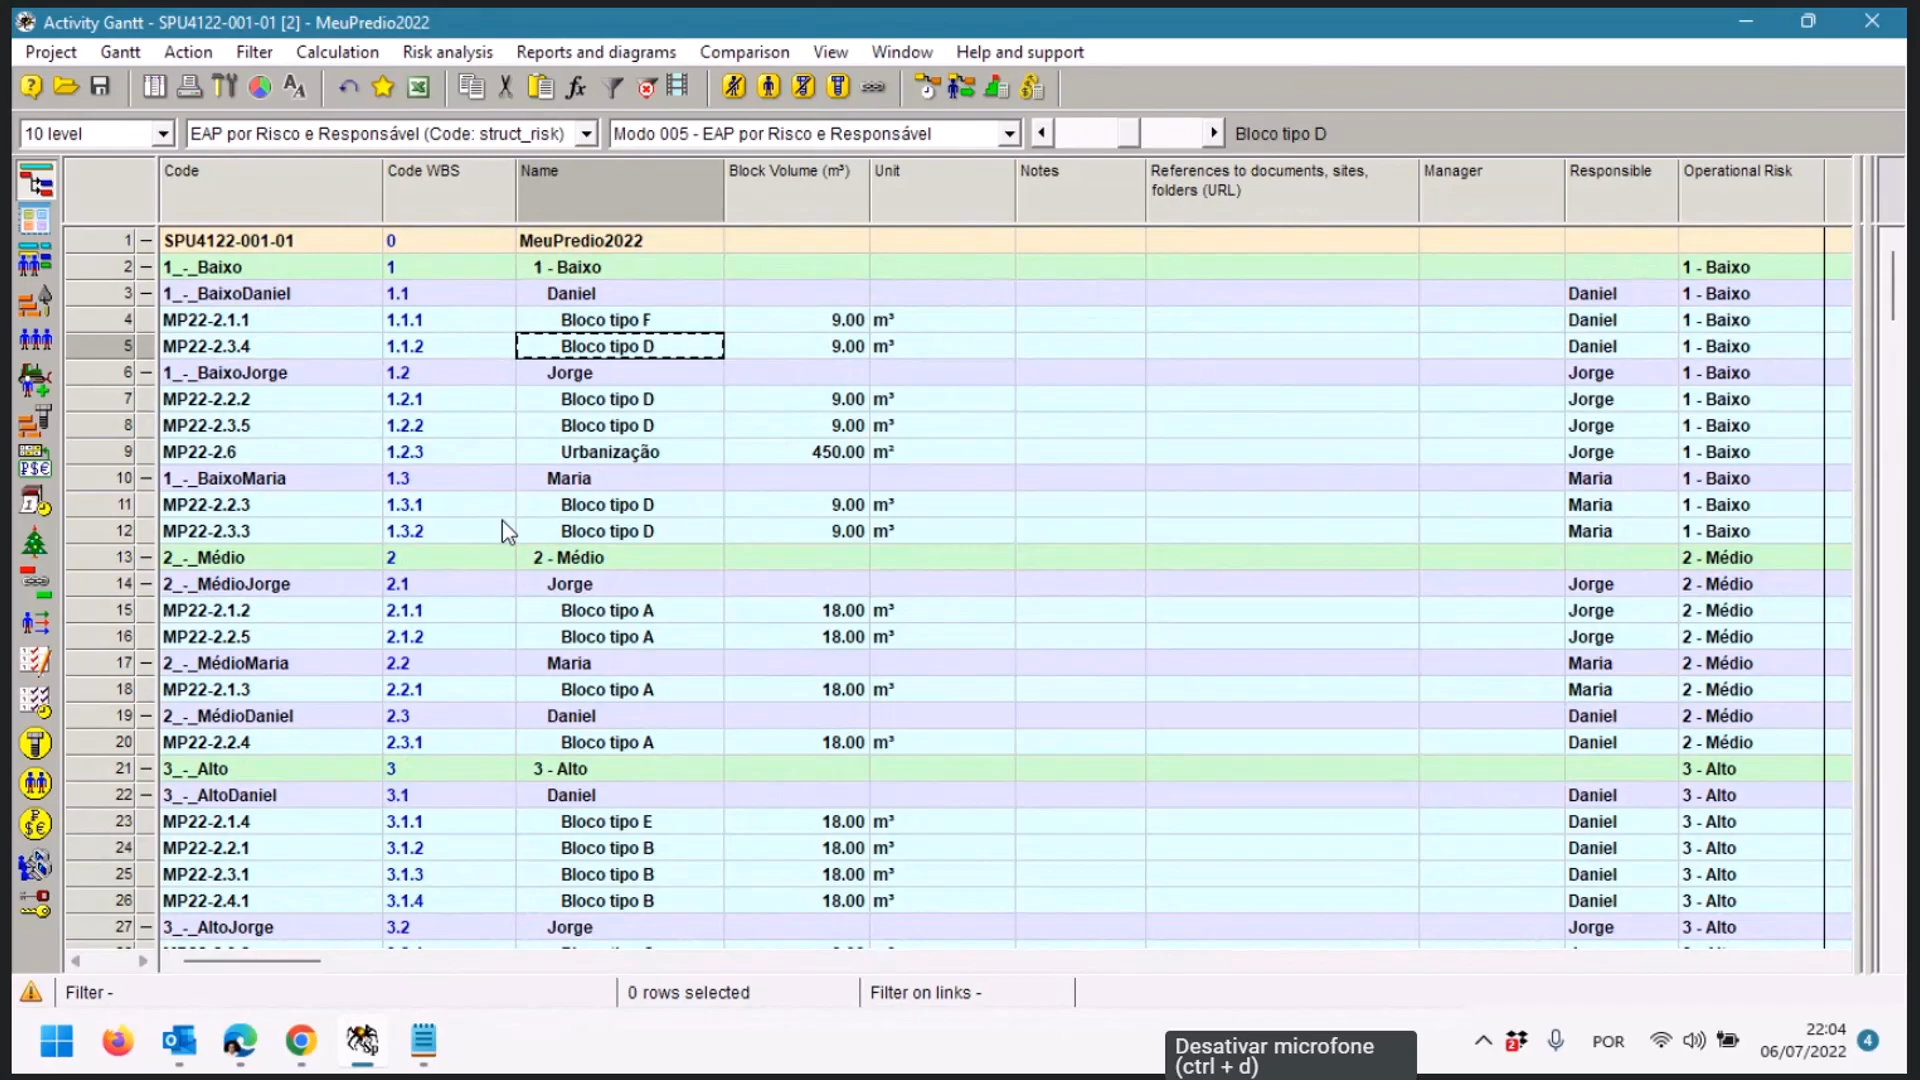 Activity Gantt - SPU4122-001-01 [2] - MeuPredio2022
Project Gantt Action Filter Calculation Risk analysis Reports and diagrams Comparison View Window Help and support
10 level EAP por Risco e Responsável (Code: struct_risk) Modo 005 - EAP por Risco e Responsável Bloco tipo D
Code Code WBS Name Block Volume (m³) Unit Notes References to documents, sites, Manager Responsible Operational Risk
folders (URL)
1 SPU4122-001-01 0 MeuPredio2022
2 1_-_Baixo 1 1 - Baixo 1 - Baixo
3 1_-_BaixoDaniel 1.1 Daniel Daniel 1 - Baixo
4 MP22-2.1.1 1.1.1 Bloco tipo F 9.00 m³ Daniel 1 - Baixo
5 MP22-2.3.4 1.1.2 Bloco tipo D 9.00 m³ Daniel 1 - Baixo
6 1_-_BaixoJorge 1.2 Jorge Jorge 1 - Baixo
7 MP22-2.2.2 1.2.1 Bloco tipo D 9.00 m³ Jorge 1 - Baixo
8 MP22-2.3.5 1.2.2 Bloco tipo D 9.00 m³ Jorge 1 - Baixo
9 MP22-2.6 1.2.3 Urbanização 450.00 m² Jorge 1 - Baixo
10 1_-_BaixoMaria 1.3 Maria Maria 1 - Baixo
11 MP22-2.2.3 1.3.1 Bloco tipo D 9.00 m³ Maria 1 - Baixo
12 MP22-2.3.3 1.3.2 Bloco tipo D 9.00 m³ Maria 1 - Baixo
13 2_-_Médio 2 2 - Médio 2 - Médio
14 2_-_MédioJorge 2.1 Jorge Jorge 2 - Médio
15 MP22-2.1.2 2.1.1 Bloco tipo A 18.00 m³ Jorge 2 - Médio
16 MP22-2.2.5 2.1.2 Bloco tipo A 18.00 m³ Jorge 2 - Médio
17 2_-_MédioMaria 2.2 Maria Maria 2 - Médio
18 MP22-2.1.3 2.2.1 Bloco tipo A 18.00 m³ Maria 2 - Médio
19 2_-_MédioDaniel 2.3 Daniel Daniel 2 - Médio
20 MP22-2.2.4 2.3.1 Bloco tipo A 18.00 m³ Daniel 2 - Médio
21 3_-_Alto 3 3 - Alto 3 - Alto
22 3_-_AltoDaniel 3.1 Daniel Daniel 3 - Alto
23 MP22-2.1.4 3.1.1 Bloco tipo E 18.00 m³ Daniel 3 - Alto
24 MP22-2.2.1 3.1.2 Bloco tipo B 18.00 m³ Daniel 3 - Alto
25 MP22-2.3.1 3.1.3 Bloco tipo B 18.00 m³ Daniel 3 - Alto
26 MP22-2.4.1 3.1.4 Bloco tipo B 18.00 m³ Daniel 3 - Alto
27 3_-_AltoJorge 3.2 Jorge Jorge 3 - Alto
Filter - 0 rows selected Filter on links -
Desativar microfone
(ctrl + d)
2 POR 22:04
06/07/2022 4